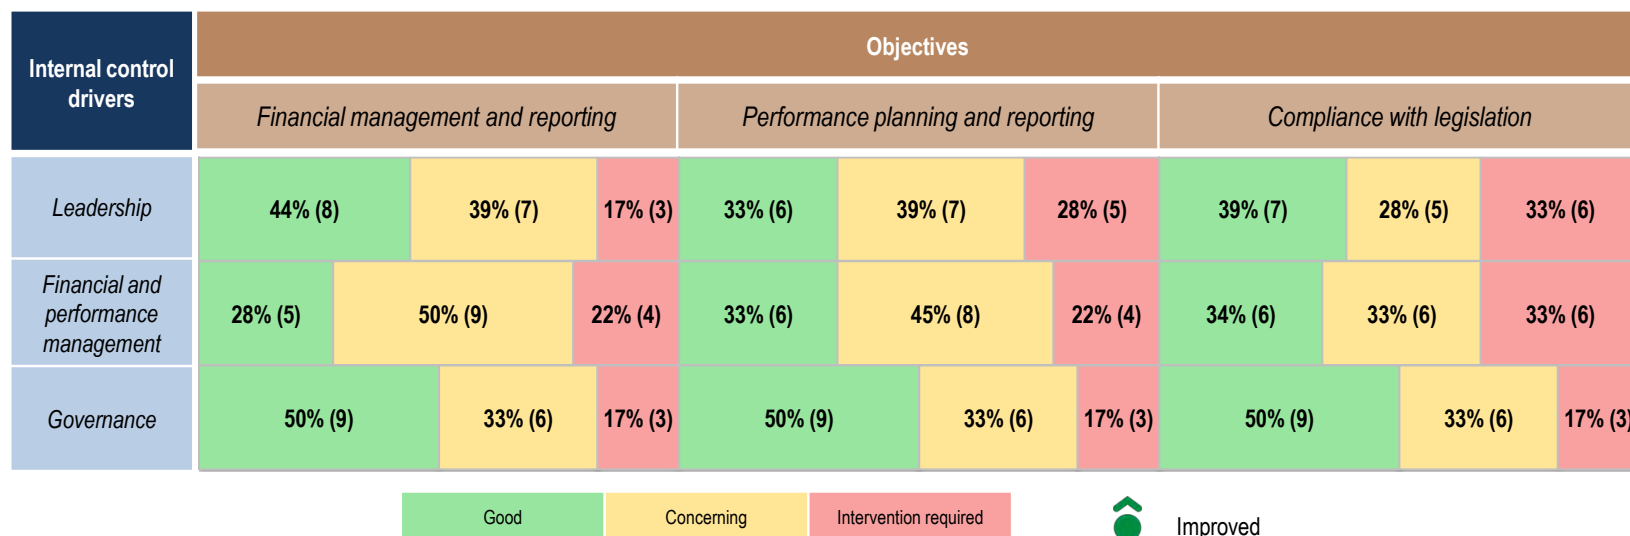 Internal control
drivers
Objectives
Financial management and reporting
Performance planning and reporting
Compliance with legislation
Leadership
44% (8)
39% (7)
17% (3)
33% (6)
39% (7)
28% (5)
39% (7)
28% (5)
33% (6)
Financial and
performance
management
28% (5)
50% (9)
22% (4)
33% (6)
45% (8)
22% (4)
34% (6)
33% (6)
33% (6)
Governance
50% (9)
33% (6)
17% (3)
50% (9)
33% (6)
17% (3)
50% (9)
33% (6)
17% (3)
Good
Concerning
Intervention required
Improved